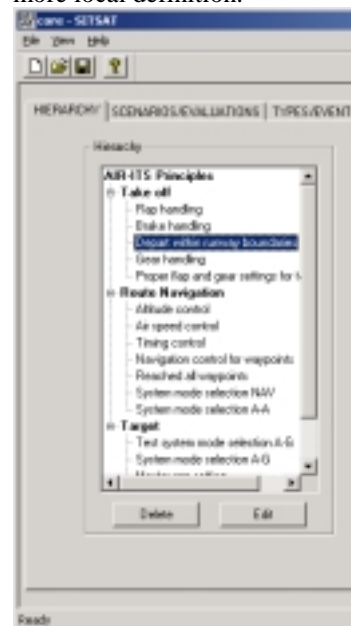 more focal definition.
core - SETSAT
File View Help
HIERARCHY SCENARIOS/EVALUATIONS TYPES/EVENT
Hierarchy
AIR-ITS Principles
Take off
Flap handling
Brake handling
Depart within runway boundaries
Gear handling
Proper flap and gear settings for t
Route Navigation
Altitude control
Air speed control
Timing control
Navigation control for waypoints
Reached all waypoints
System mode selection NAV
System mode selection A-A
Target
Test system mode selection A-G
System mode selection A-G
Delete Edit
Ready